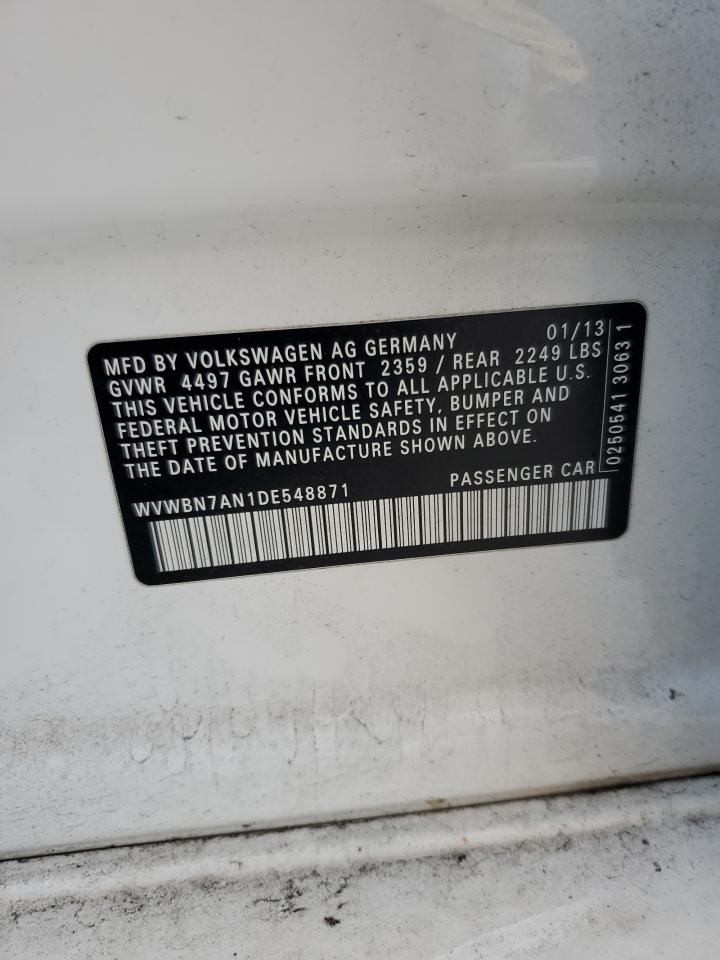 MFD BY VOLKSWAGEN AG GERMANY 01/13
GVWR 4497 GAWR FRONT 2359 / REAR 2249 LBS
THIS VEHICLE CONFORMS TO ALL APPLICABLE U.S.
FEDERAL MOTOR VEHICLE SAFETY, BUMPER AND
THEFT PREVENTION STANDARDS IN EFFECT ON
THE DATE OF MANUFACTURE SHOWN ABOVE.
WVWBN7AN1DE548871 PASSENGER CAR
0250541 30631